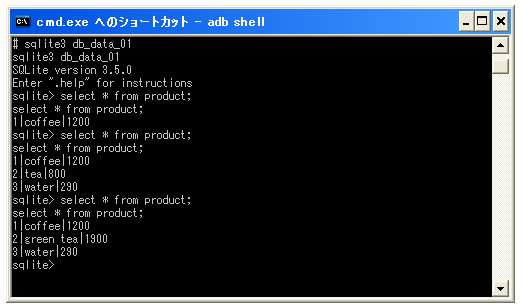 cmd.exe へのショートカット - adb shell
# sqlite3 db_data_01
sqlite3 db_data_01
SQLite version 3.5.0
Enter ".help" for instructions
sqlite> select * from product;
select * from product;
1|coffee|1200
sqlite> select * from product;
select * from product;
1|coffee|1200
2|tea|800
3|water|290
sqlite> select * from product;
select * from product;
1|coffee|1200
2|green tea|1900
3|water|290
sqlite>